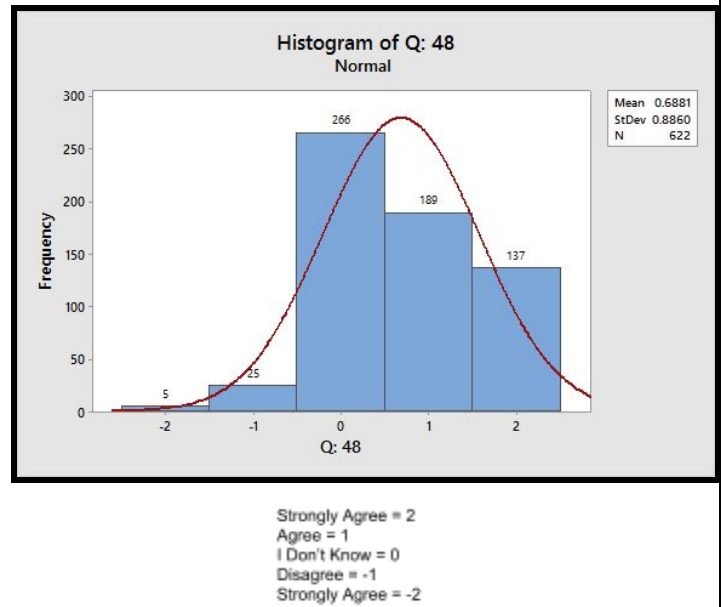 Histogram of Q: 48
Normal
Mean 0.6881
StDev 0.8860
N 622
Frequency
300
250
200
150
100
50
0
5
25
266
189
137
-2 -1 0 1 2
Q: 48
Strongly Agree = 2
Agree = 1
I Don't Know = 0
Disagree = -1
Strongly Agree = -2